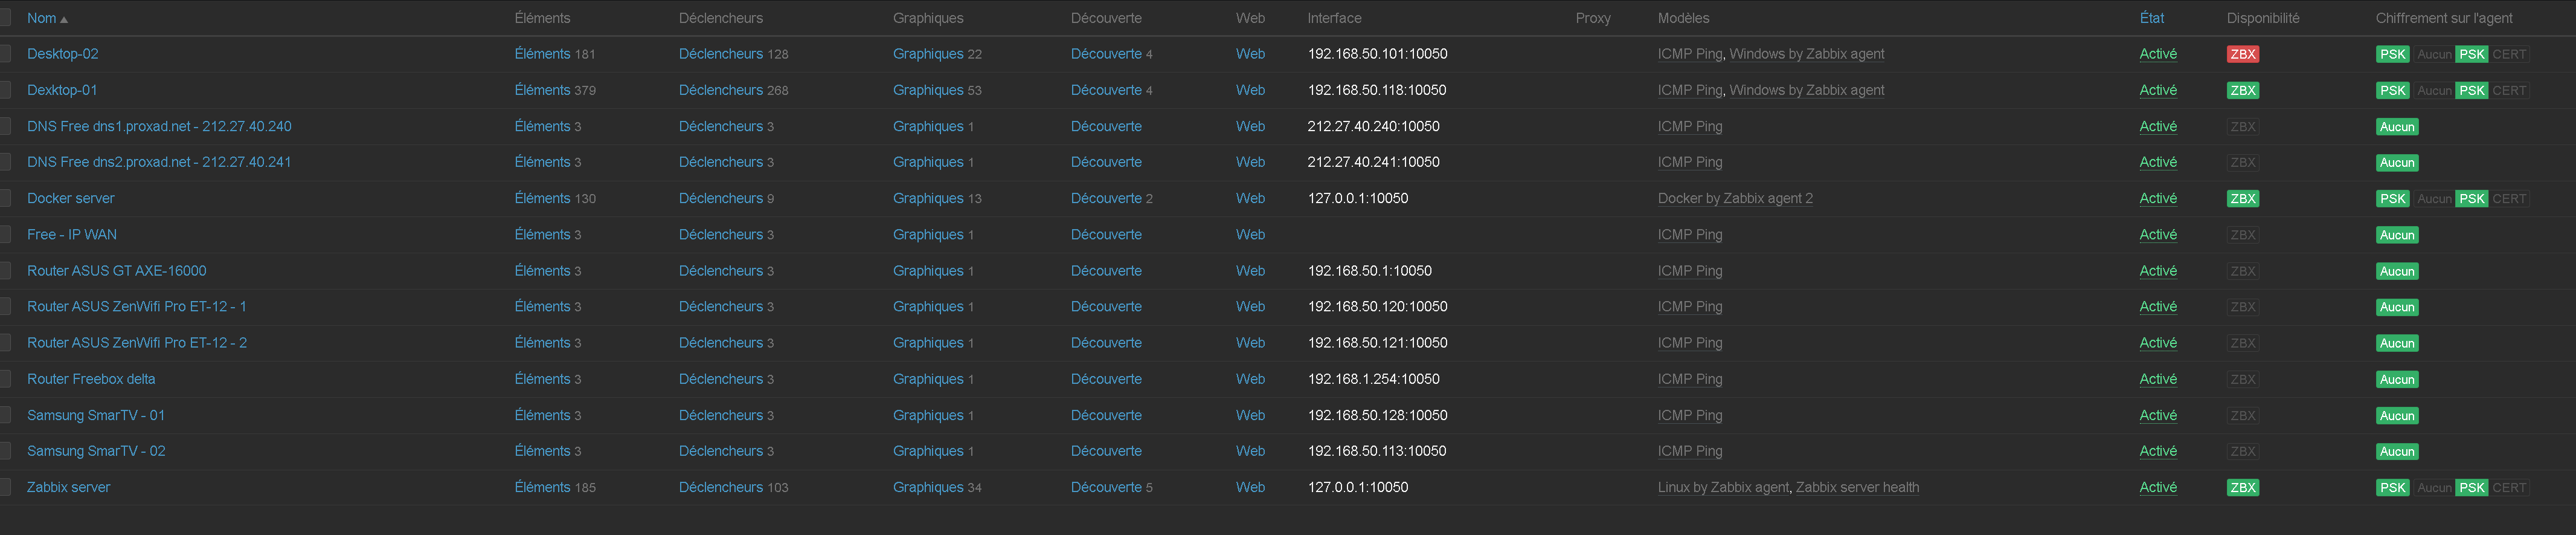 Nom Éléments Déclencheurs Graphiques Découverte Web Interface Proxy Modèles État Disponibilité Chiffrement sur l'agent
Desktop-02 Éléments 181 Déclencheurs 128 Graphiques 22 Découverte 4 Web 192.168.50.101:10050 ICMP Ping, Windows by Zabbix agent Activé ZBX PSK Aucun PSK CERT
Dexktop-01 Éléments 379 Déclencheurs 268 Graphiques 53 Découverte 4 Web 192.168.50.118:10050 ICMP Ping, Windows by Zabbix agent Activé ZBX PSK Aucun PSK CERT
DNS Free dns1.proxad.net - 212.27.40.240 Éléments 3 Déclencheurs 3 Graphiques 1 Découverte Web 212.27.40.240:10050 ICMP Ping Activé ZBX Aucun
DNS Free dns2.proxad.net - 212.27.40.241 Éléments 3 Déclencheurs 3 Graphiques 1 Découverte Web 212.27.40.241:10050 ICMP Ping Activé ZBX Aucun
Docker server Éléments 130 Déclencheurs 9 Graphiques 13 Découverte 2 Web 127.0.0.1:10050 Docker by Zabbix agent 2 Activé ZBX PSK Aucun PSK CERT
Free - IP WAN Éléments 3 Déclencheurs 3 Graphiques 1 Découverte Web ICMP Ping Activé ZBX Aucun
Router ASUS GT AXE-16000 Éléments 3 Déclencheurs 3 Graphiques 1 Découverte Web 192.168.50.1:10050 ICMP Ping Activé ZBX Aucun
Router ASUS ZenWifi Pro ET-12 - 1 Éléments 3 Déclencheurs 3 Graphiques 1 Découverte Web 192.168.50.120:10050 ICMP Ping Activé ZBX Aucun
Router ASUS ZenWifi Pro ET-12 - 2 Éléments 3 Déclencheurs 3 Graphiques 1 Découverte Web 192.168.50.121:10050 ICMP Ping Activé ZBX Aucun
Router Freebox delta Éléments 3 Déclencheurs 3 Graphiques 1 Découverte Web 192.168.1.254:10050 ICMP Ping Activé ZBX Aucun
Samsung SmarTV - 01 Éléments 3 Déclencheurs 3 Graphiques 1 Découverte Web 192.168.50.128:10050 ICMP Ping Activé ZBX Aucun
Samsung SmarTV - 02 Éléments 3 Déclencheurs 3 Graphiques 1 Découverte Web 192.168.50.113:10050 ICMP Ping Activé ZBX Aucun
Zabbix server Éléments 185 Déclencheurs 103 Graphiques 34 Découverte 5 Web 127.0.0.1:10050 Linux by Zabbix agent, Zabbix server health Activé ZBX PSK Aucun PSK CERT